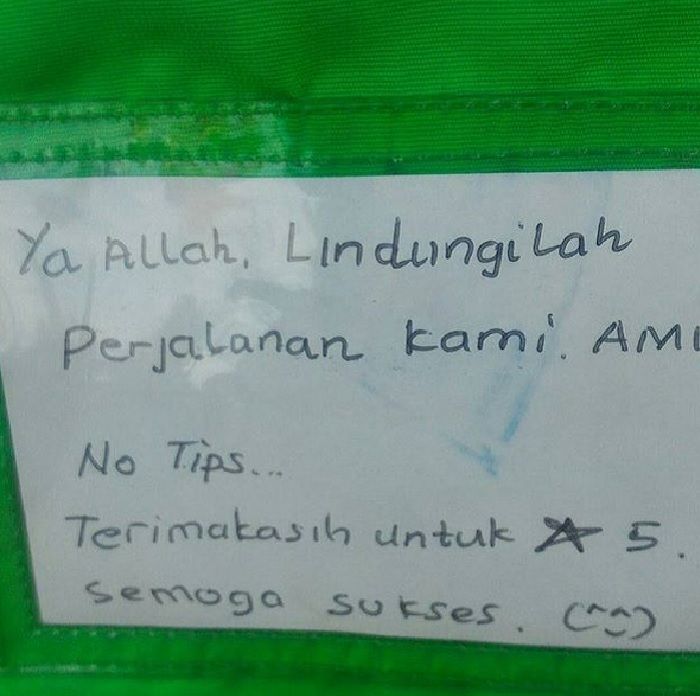 Ya Allah, Lindungilah
Perjalanan kami. AMI
No Tips...
Terimakasih untuk ★ 5.
semoga sukses. (^‿^)